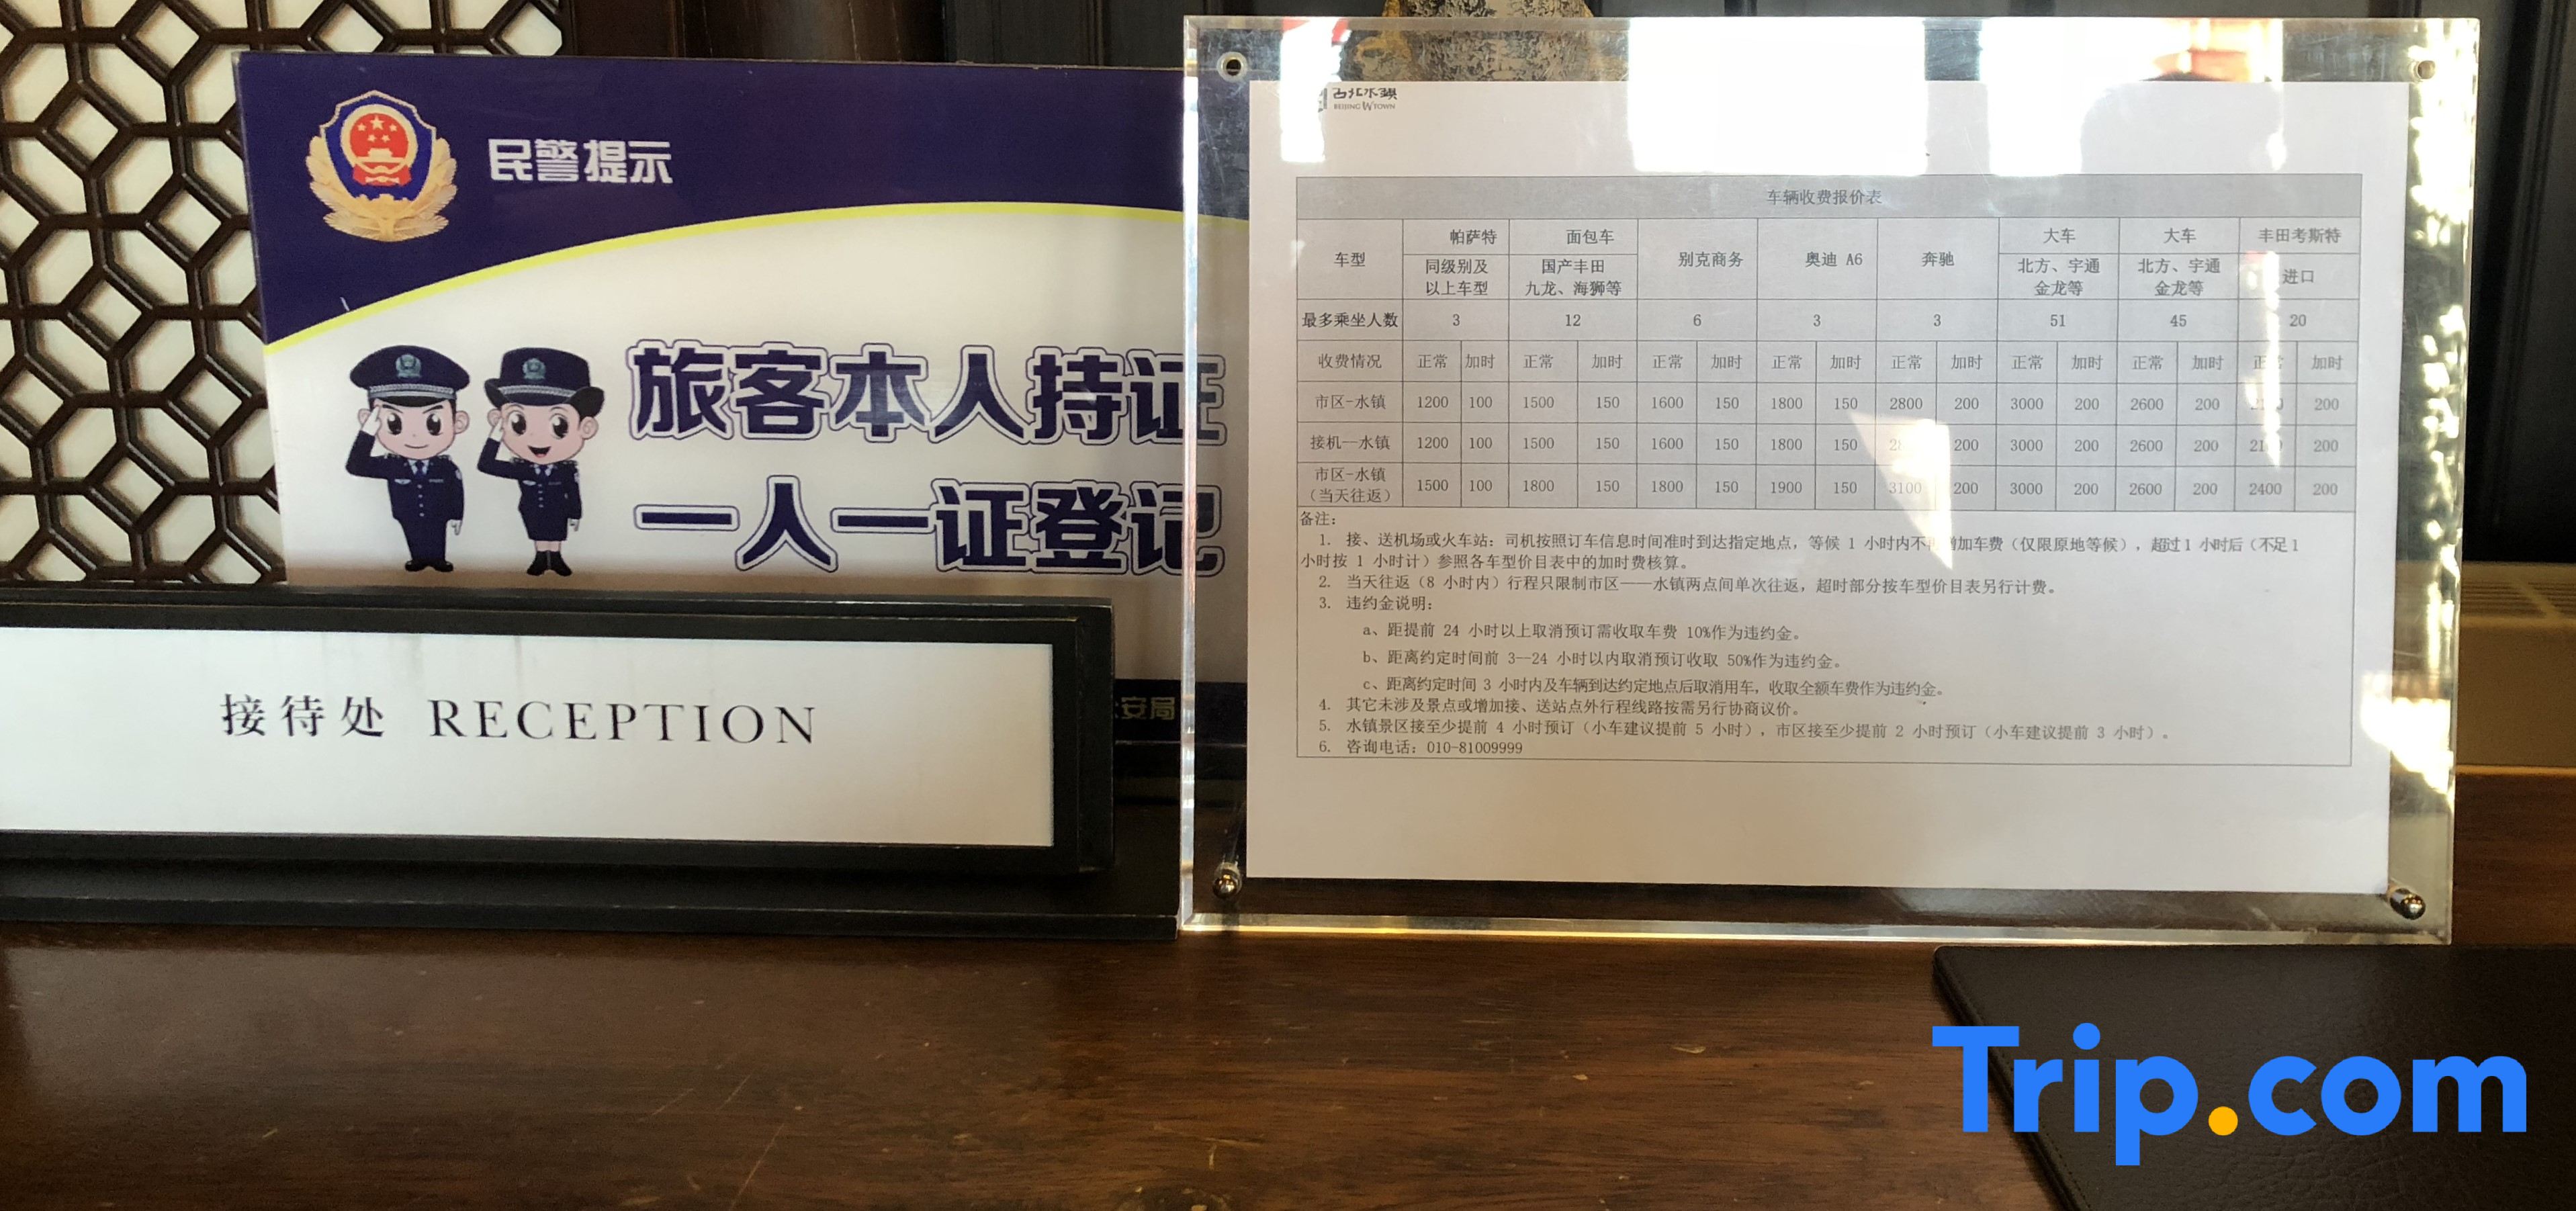 民警提示
旅客本人持证
一人一证登记
安局
接待处 RECEPTION
古北水镇
BEIJING WTOWN
车辆收费报价表
车型 帕萨特 同级别及以上车型 面包车 国产丰田九龙、海狮等 别克商务 奥迪 A6 奔驰 大车 北方、宇通金龙等 大车 北方、宇通金龙等 丰田考斯特 进口
最多乘坐人数 3 12 6 3 3 51 45 20
收费情况 正常 加时 正常 加时 正常 加时 正常 加时 正常 加时 正常 加时 正常 加时 正常 加时
市区-水镇 1200 100 1500 150 1600 150 1800 150 2800 200 3000 200 2600 200 200
接机—水镇 1200 100 1500 150 1600 150 1800 150 200 3000 200 2600 200 200
市区-水镇（当天往返） 1500 100 1800 150 1800 150 1900 150 3100 200 3000 200 2600 200 2400 200
备注：
1. 接、送机场或火车站：司机按照订车信息时间准时到达指定地点，等候 1 小时内不 增加车费（仅限原地等候），超过 1 小时后（不足 1
小时按 1 小时计）参照各车型价目表中的加时费核算。
2. 当天往返（8 小时内）行程只限制市区——水镇两点间单次往返，超时部分按车型价目表另行计费。
3. 违约金说明：
a、距提前 24 小时以上取消预订需收取车费 10%作为违约金。
b、距离约定时间前 3—24 小时以内取消预订收取 50%作为违约金。
c、距离约定时间 3 小时内及车辆到达约定地点后取消用车，收取全额车费作为违约金。
4. 其它未涉及景点或增加接、送站点外行程线路按需另行协商议价。
5. 水镇景区接至少提前 4 小时预订（小车建议提前 5 小时），市区接至少提前 2 小时预订（小车建议提前 3 小时）。
6. 咨询电话：010-81009999
Trip.com